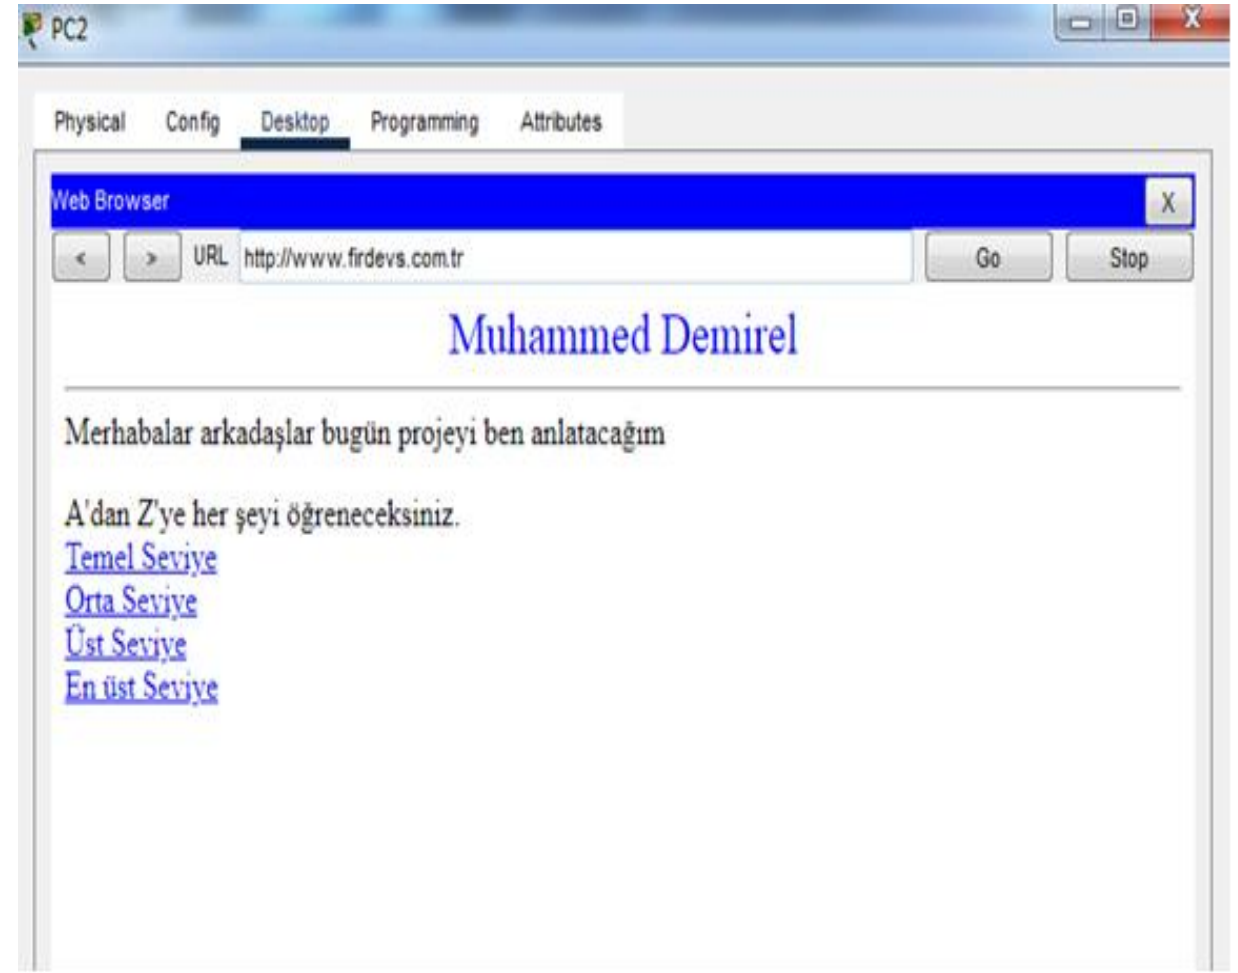 PC2
X
Physical Config Desktop Programming Attributes
Web Browser X
< > URL http://www.firdevs.com.tr Go Stop
Muhammed Demirel
Merhabalar arkadaşlar bugün projeyi ben anlatacağım
A'dan Z'ye her şeyi öğreneceksiniz.
Temel Seviye
Orta Seviye
Üst Seviye
En üst Seviye